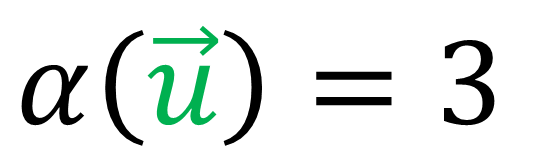 α(u⃗) = 3